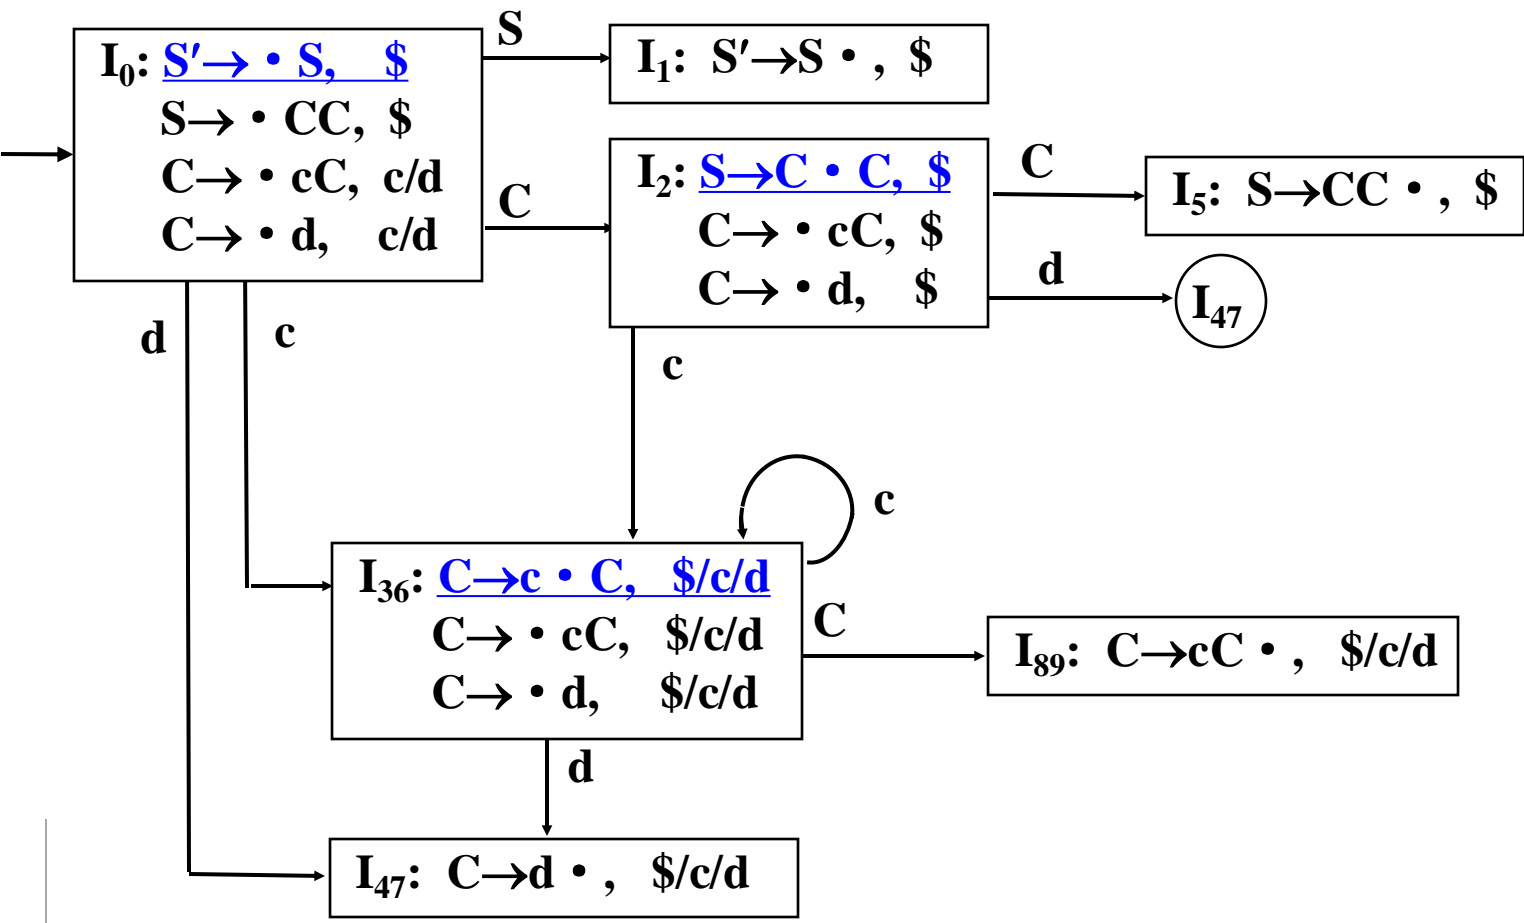 I₀: S′→・S, $
S→・CC, $
C→・cC, c/d
C→・d, c/d
S
I₁: S′→S・, $
C
I₂: S→C・C, $
C→・cC, $
C→・d, $
C
I₅: S→CC・, $
d
I₄₇
d
c
c
c
I₃₆: C→c・C, $/c/d
C→・cC, $/c/d
C→・d, $/c/d
C
I₈₉: C→cC・, $/c/d
d
I₄₇: C→d・, $/c/d